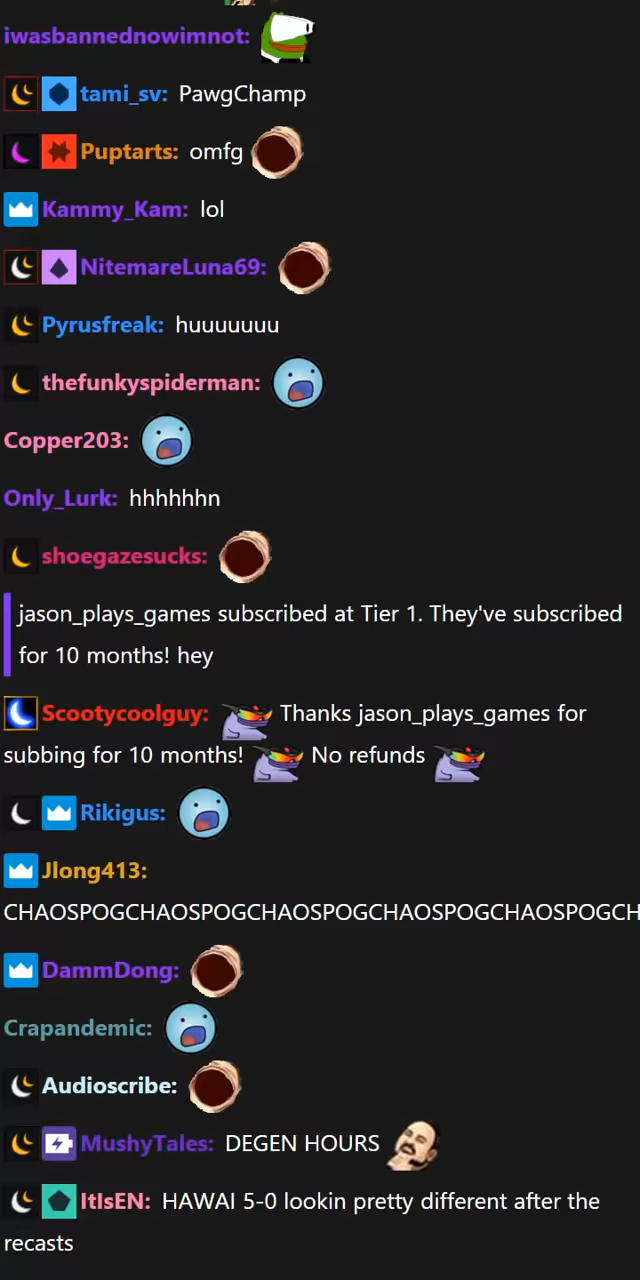 iwasbannednowimnot:
tami_sv: PawgChamp
Puptarts: omfg
Kammy_Kam: lol
NitemareLuna69:
Pyrusfreak: huuuuuuu
thefunkyspiderman:
Copper203:
Only_Lurk: hhhhhhn
shoegazesucks:
jason_plays_games subscribed at Tier 1. They've subscribed
for 10 months! hey
Scootycoolguy: Thanks jason_plays_games for
subbing for 10 months! No refunds
Rikigus:
Jlong413:
CHAOSPOGCHAOSPOGCHAOSPOGCHAOSPOGCHAOSPOGCH
DammDong:
Crapandemic:
Audioscribe:
MushyTales: DEGEN HOURS
ItIsEN: HAWAI 5-0 lookin pretty different after the
recasts